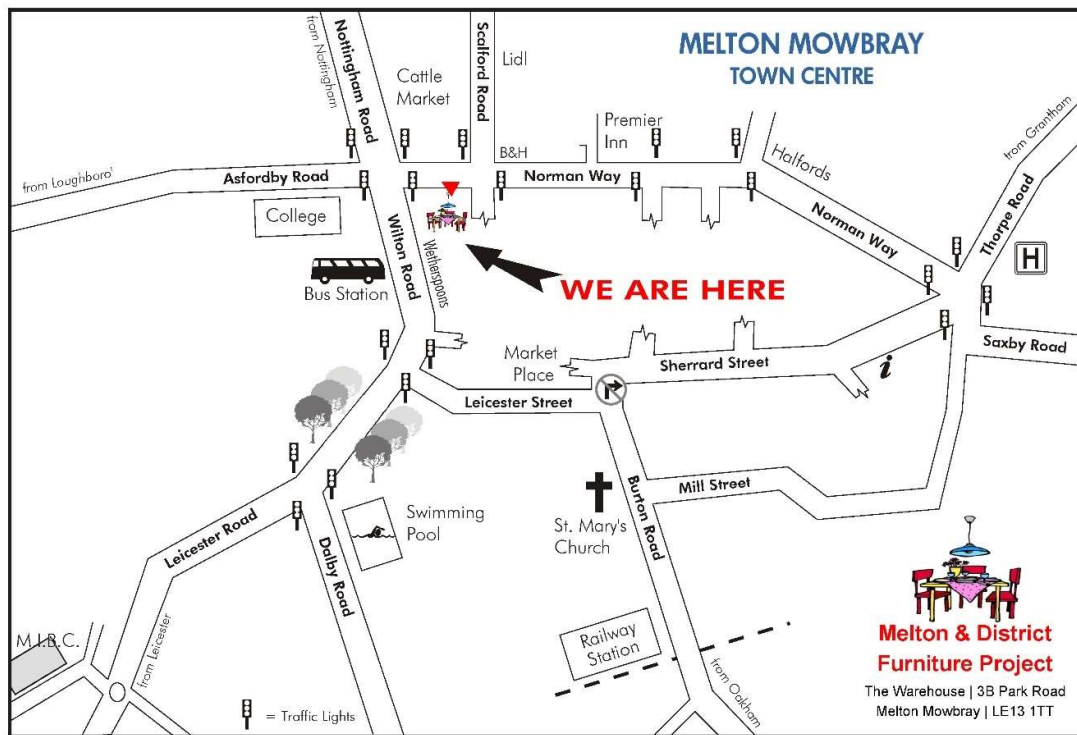 MELTON MOWBRAY
TOWN CENTRE
from Nottingham
Nottingham Road
Cattle
Market
Scalford Road
Lidl
B&H
Premier
Inn
Halfords
from Grantham
Thorpe Road
from Loughboro'
Asfordby Road
Norman Way
Norman Way
College
Wilton Road
Wetherspoons
Bus Station
WE ARE HERE
H
Saxby Road
Market
Place
Sherrard Street
i
Leicester Street
Mill Street
Burton Road
St. Mary's
Church
Swimming
Pool
Leicester Road
Dalby Road
M.I.B.C.
from Leicester
Railway
Station
from Oakham
= Traffic Lights
Melton & District
Furniture Project
The Warehouse | 3B Park Road
Melton Mowbray | LE13 1TT